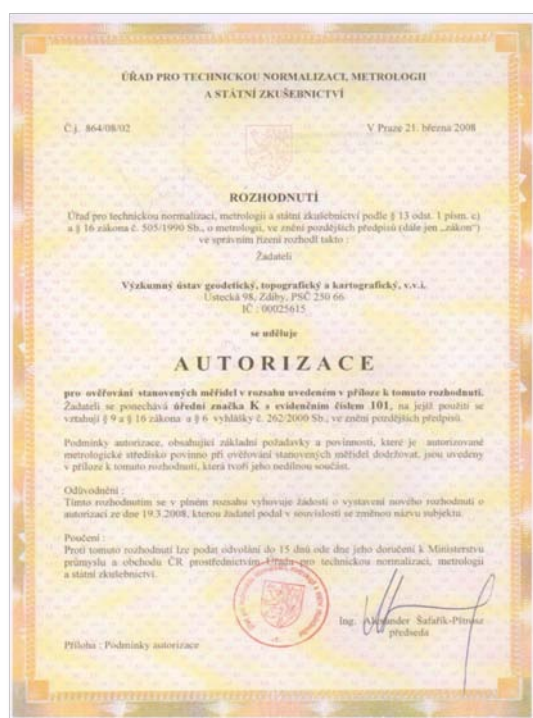 ÚŘAD PRO TECHNICKOU NORMALIZACI, METROLOGII
A STÁTNÍ ZKUŠEBNICTVÍ
Č.j. 864/08/02 V Praze 21. března 2008
ROZHODNUTÍ
Úřad pro technickou normalizaci, metrologii a státní zkušebnictví podle § 13 odst. 1 písm. c)
a § 16 zákona č. 505/1990 Sb., o metrologii, ve znění pozdějších předpisů (dále jen „zákon“)
ve správním řízení rozhodl takto :
Žadateli
Výzkumný ústav geodetický, topografický a kartografický, v.v.i.
Ústecká 98, Zdiby, PSČ 250 66
IČ : 00025615
se uděluje
AUTORIZACE
pro ověřování stanovených měřidel v rozsahu uvedeném v příloze k tomuto rozhodnutí.
Žadateli se ponechává úřední značka K s evidenčním číslem 101, na jejíž použití se
vztahují § 9 a § 16 zákona a § 6 vyhlášky č. 262/2000 Sb., ve znění pozdějších předpisů.
Podmínky autorizace, obsahující základní požadavky a povinnosti, které je autorizované
metrologické středisko povinno při ověřování stanovených měřidel dodržovat, jsou uvedeny
v příloze k tomuto rozhodnutí, která tvoří jeho nedílnou součást.
Odůvodnění :
Tímto rozhodnutím se v plném rozsahu vyhovuje žádosti o vystavení nového rozhodnutí o
autorizaci ze dne 19.3.2008, kterou žadatel podal v souvislosti se změnou názvu subjektu.
Poučení :
Proti tomuto rozhodnutí lze podat odvolání do 15 dnů ode dne jeho doručení k Ministerstvu
průmyslu a obchodu ČR prostřednictvím Úřadu pro technickou normalizaci, metrologii
a státní zkušebnictví.
Ing. Alexander Šafařík-Pštrosz
předseda
Příloha : Podmínky autorizace